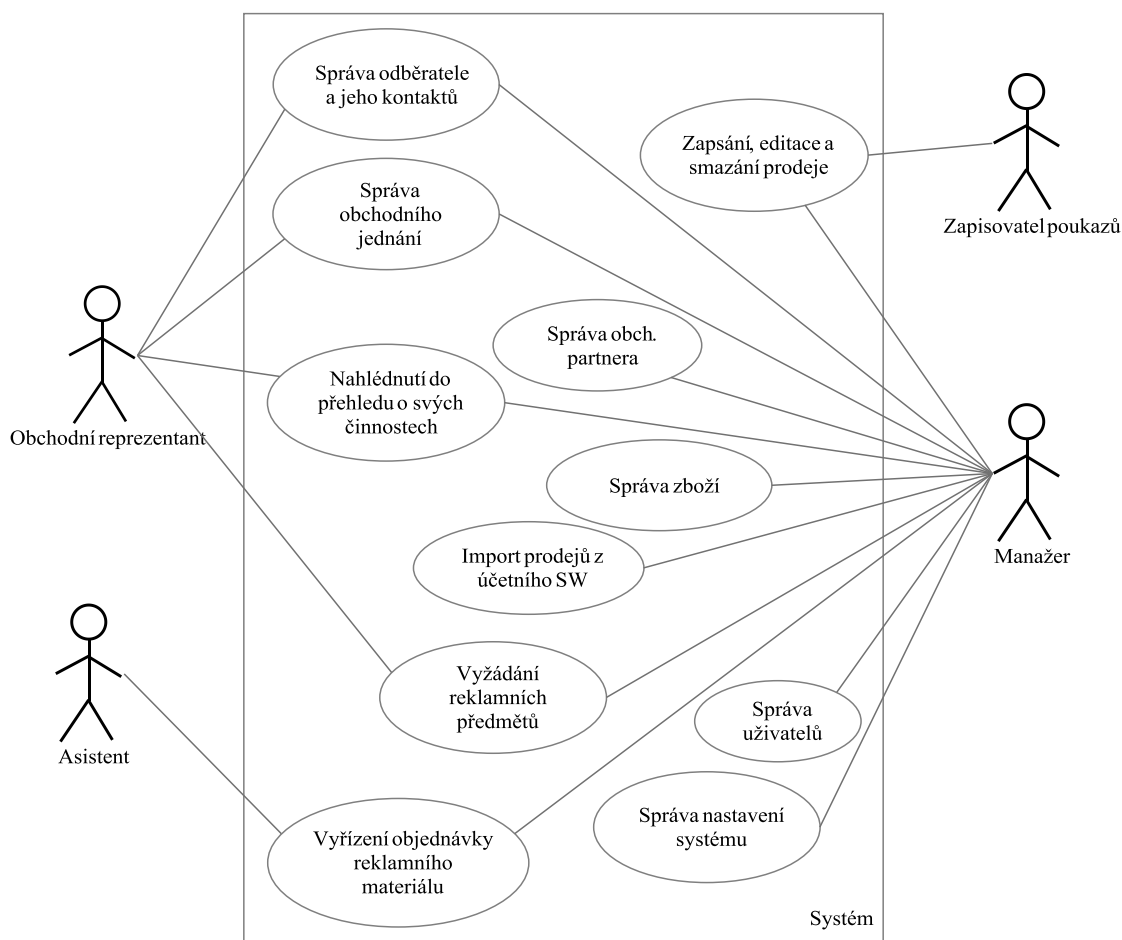 Správa odběratele
a jeho kontaktů
Zapsání, editace a
smazání prodeje
Zapisovatel poukazů
Správa
obchodního
jednání
Správa obch.
partnera
Nahlédnutí do
přehledu o svých
činnostech
Obchodní reprezentant
Správa zboží
Manažer
Import prodejů z
účetního SW
Vyžádání
reklamních
předmětů
Správa
uživatelů
Asistent
Správa nastavení
systému
Vyřízení objednávky
reklamního
materiálu
Systém